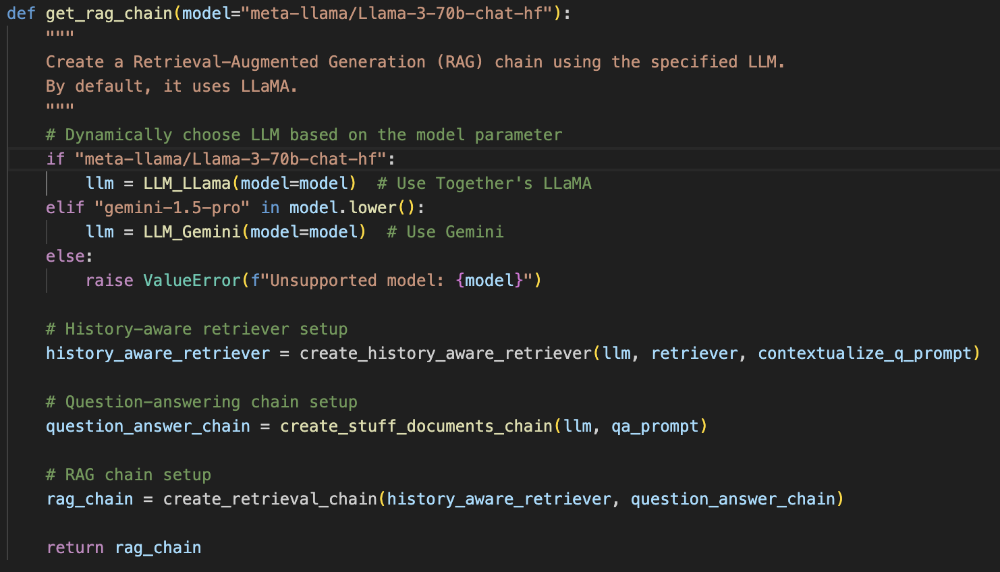 def get_rag_chain(model="meta-llama/Llama-3-70b-chat-hf"):
    """
    Create a Retrieval-Augmented Generation (RAG) chain using the specified LLM.
    By default, it uses LLaMA.
    """
    # Dynamically choose LLM based on the model parameter
    if "meta-llama/Llama-3-70b-chat-hf":
        llm = LLM_LLama(model=model)  # Use Together's LLaMA
    elif "gemini-1.5-pro" in model.lower():
        llm = LLM_Gemini(model=model)  # Use Gemini
    else:
        raise ValueError(f"Unsupported model: {model}")

    # History-aware retriever setup
    history_aware_retriever = create_history_aware_retriever(llm, retriever, contextualize_q_prompt)

    # Question-answering chain setup
    question_answer_chain = create_stuff_documents_chain(llm, qa_prompt)

    # RAG chain setup
    rag_chain = create_retrieval_chain(history_aware_retriever, question_answer_chain)

    return rag_chain